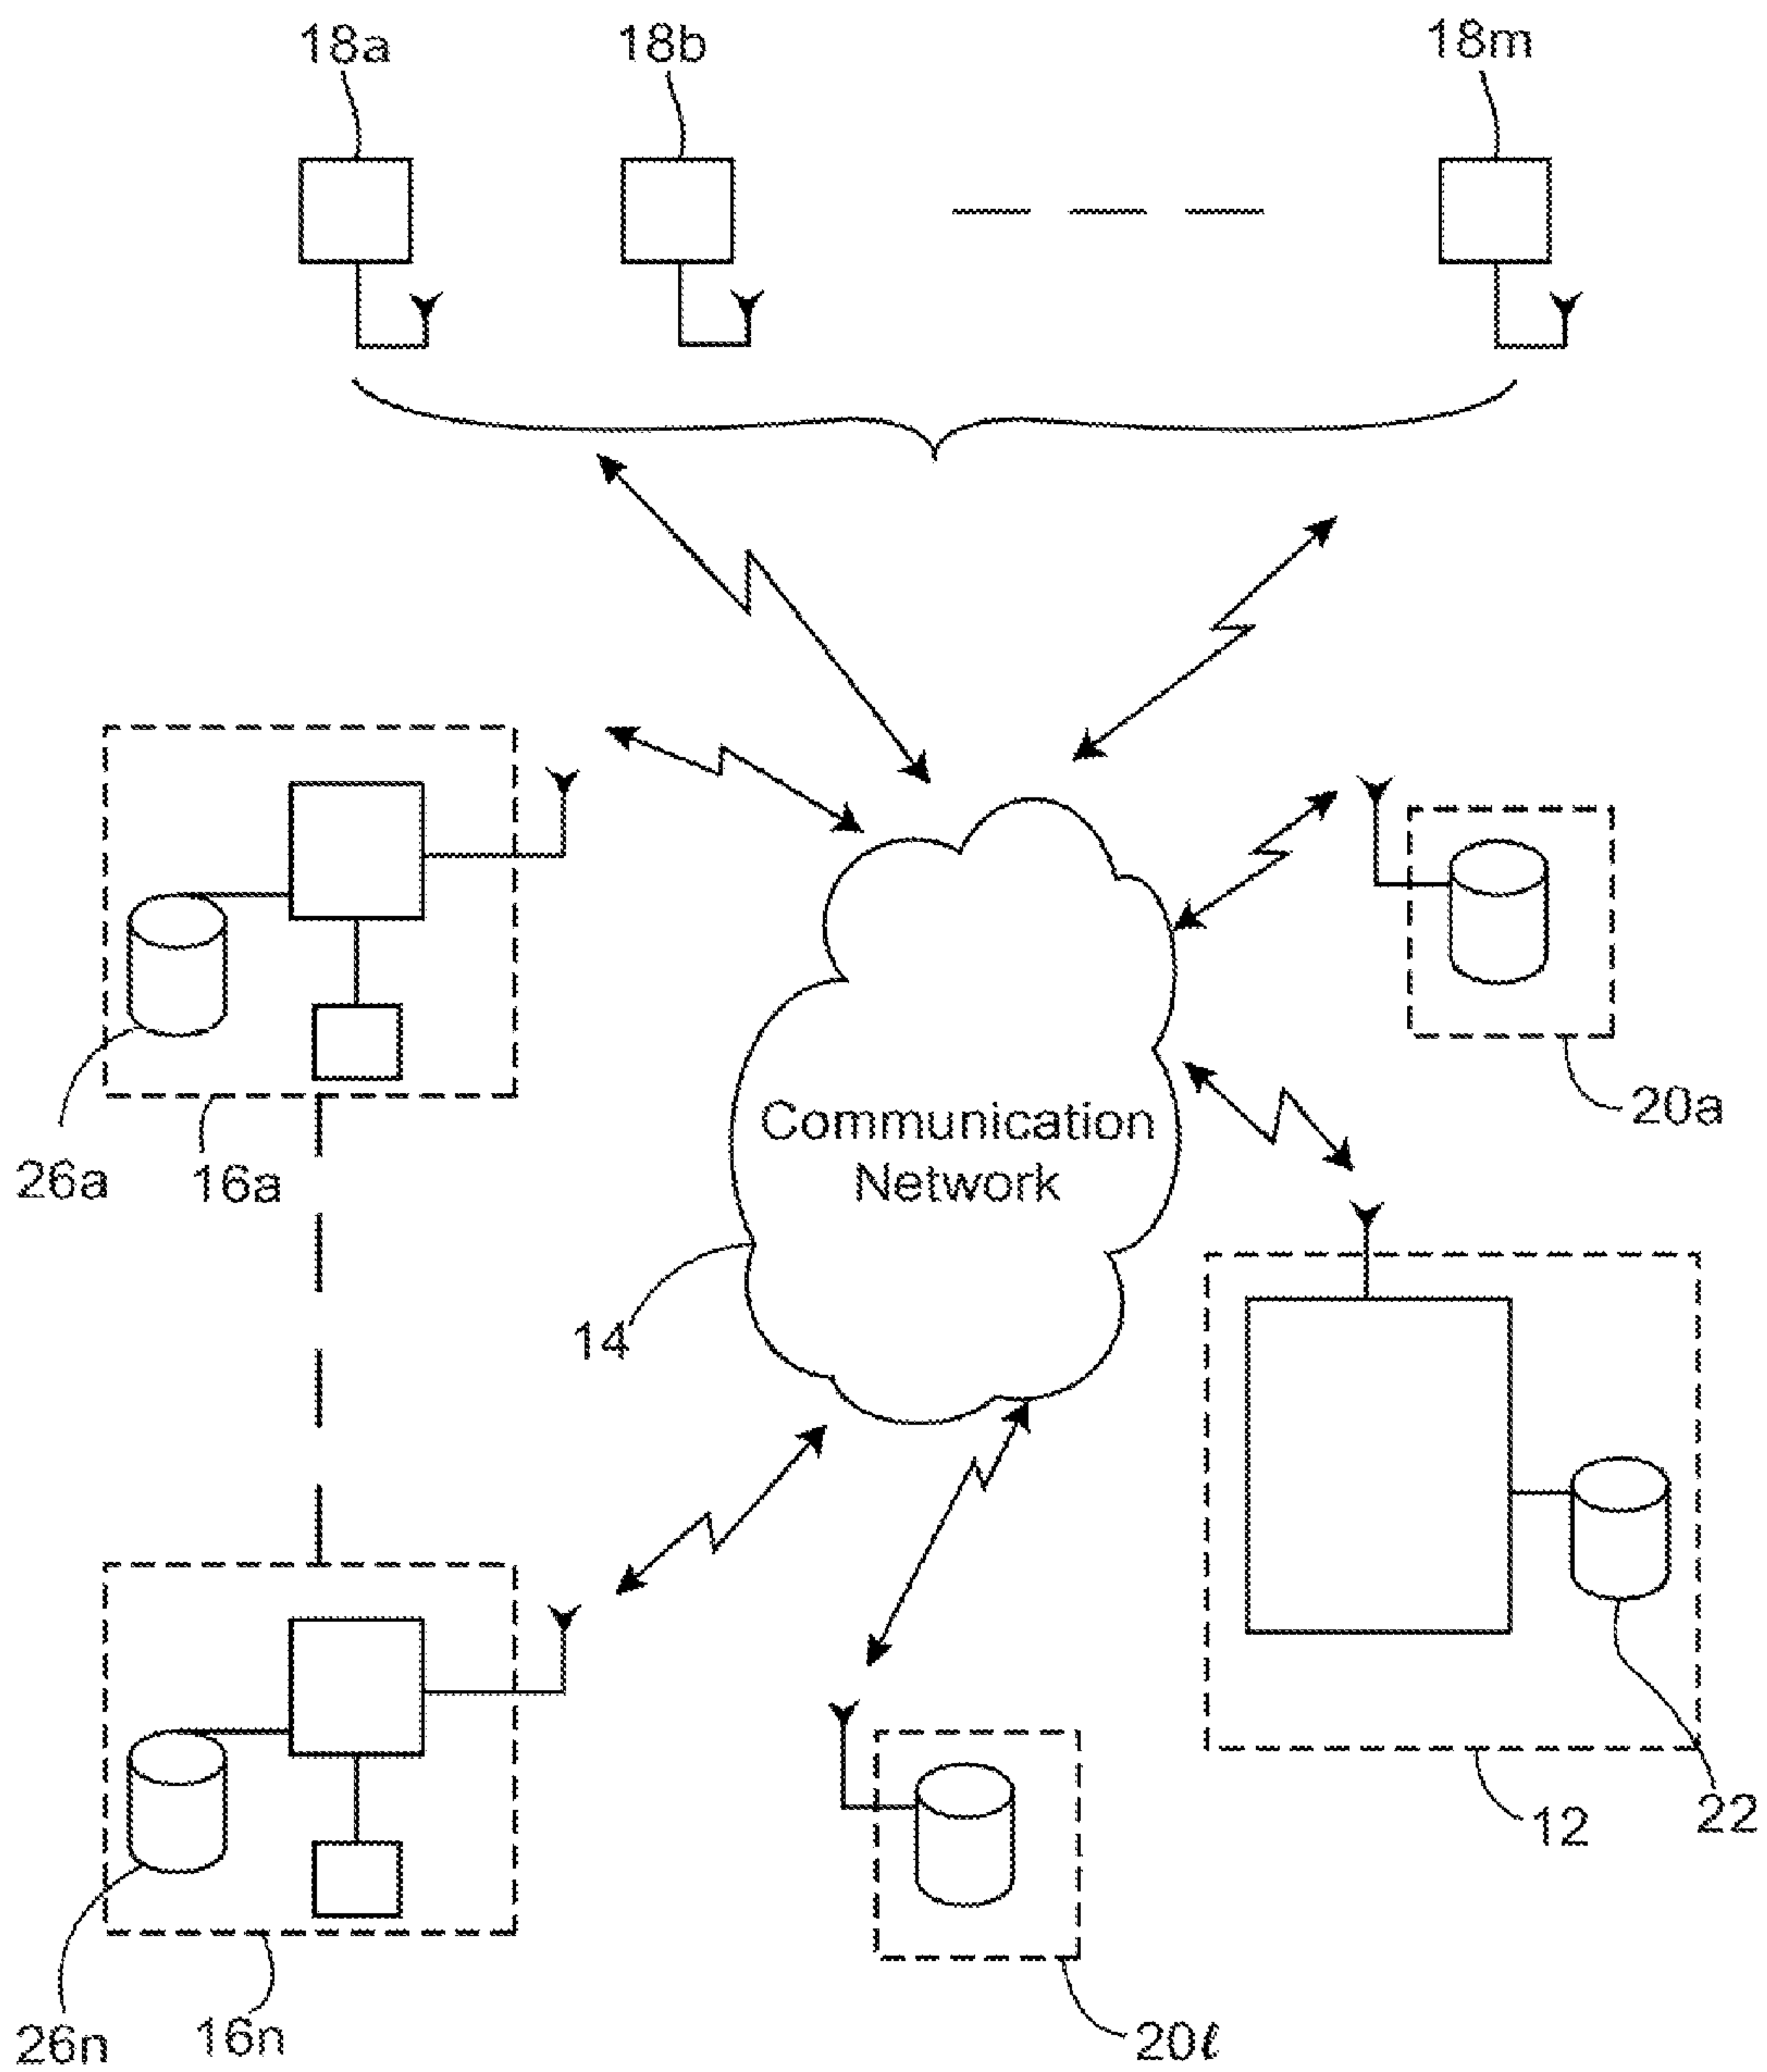 18a
18b
18m
20a
Communication
Network
26a
16a
14
12
22
26n
16n
20ℓ